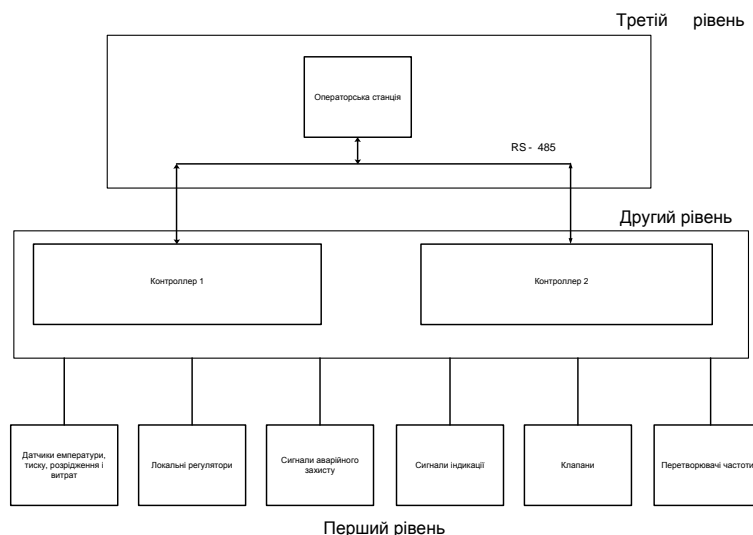 Третій рівень
Операторська станція
RS - 485
Другий рівень
Контроллер 1
Контроллер 2
Датчики емператури,
тиску, розрідження і
витрат
Локальні регулятори
Сигнали аварійного
захисту
Сигнали індикації
Клапани
Перетворювачі частоти
Перший рівень